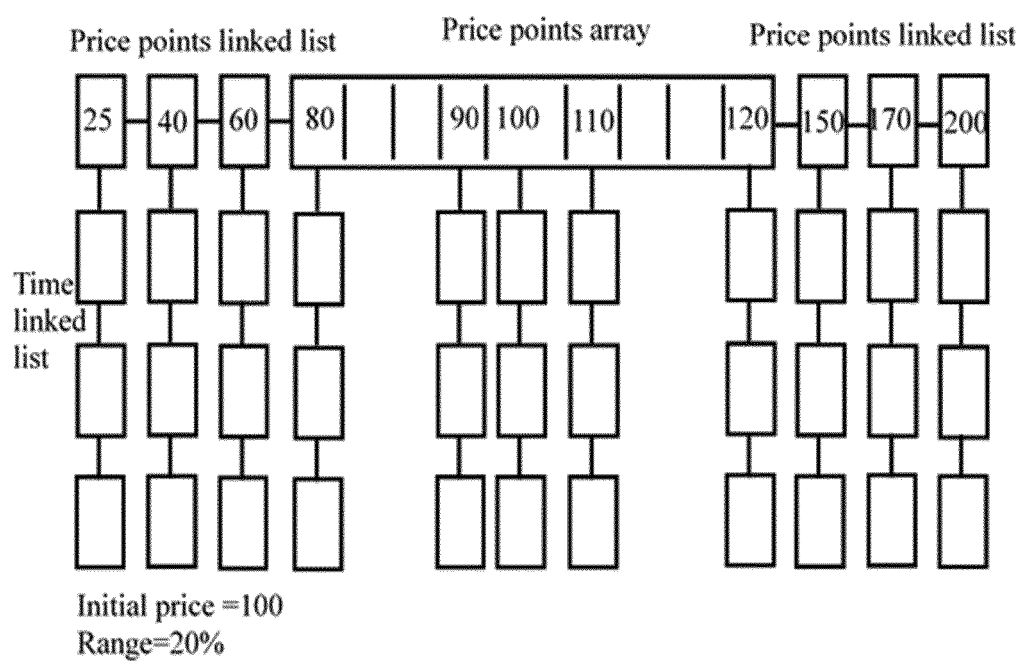 Price points linked list
Price points array
Price points linked list
25 40 60 80 90 100 110 120 150 170 200
Time
linked
list
Initial price =100
Range=20%